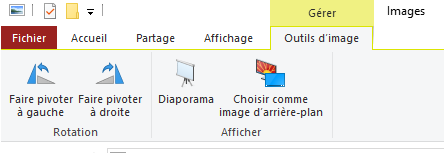 Gérer Images
Fichier Accueil Partage Affichage Outils d'image
Faire pivoter Faire pivoter Diaporama Choisir comme
à gauche à droite image d'arrière-plan
Rotation Afficher